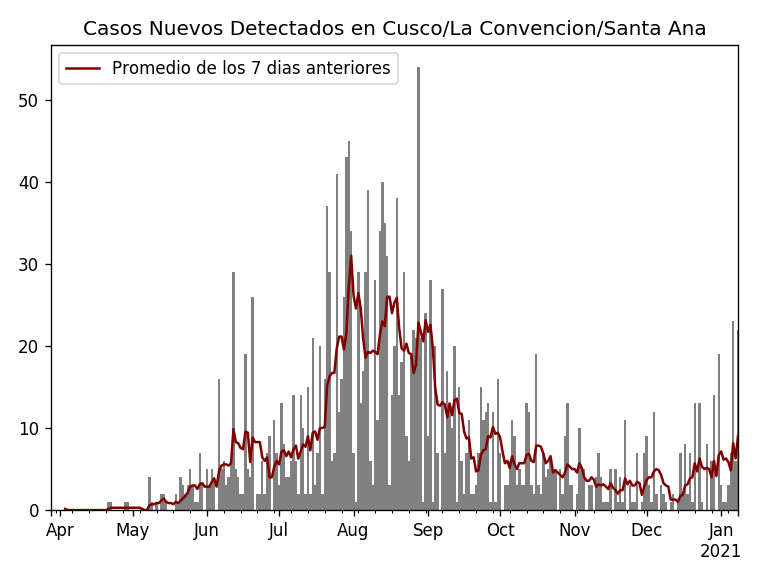 Casos Nuevos Detectados en Cusco/La Convencion/Santa Ana
Promedio de los 7 dias anteriores
50
40
30
20
10
0
Apr May Jun Jul Aug Sep Oct Nov Dec Jan
2021